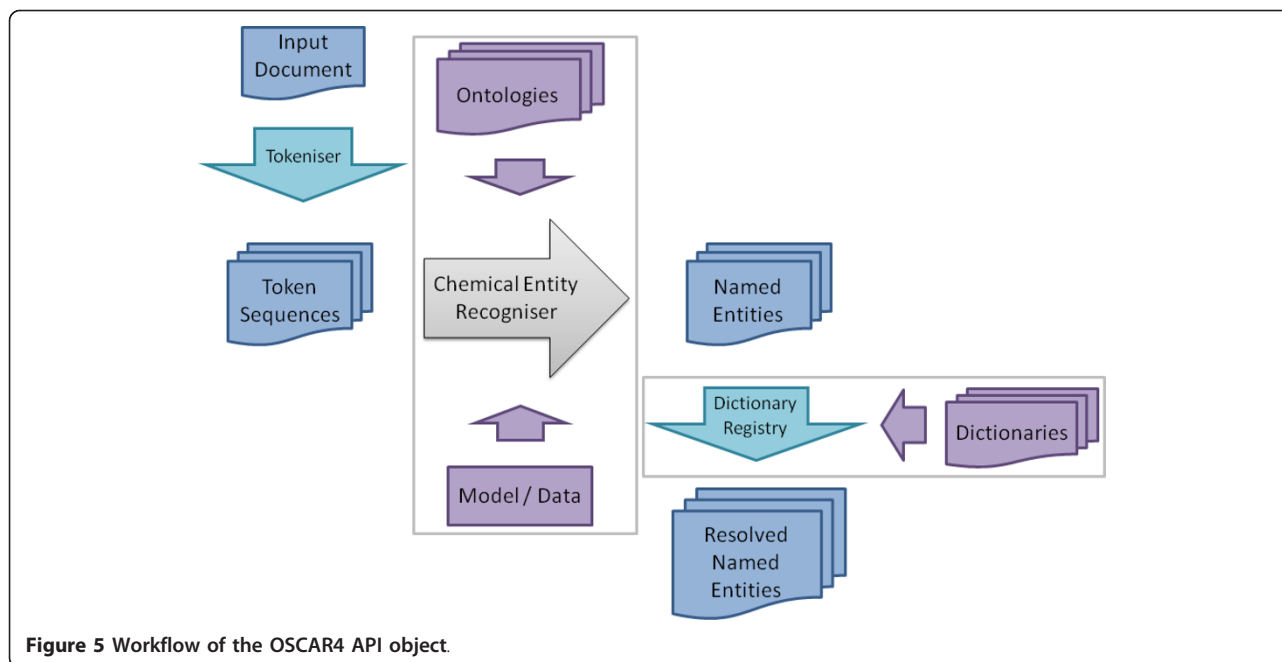 Input
Document
Ontologies
Tokeniser
Token
Sequences
Chemical Entity
Recogniser
Named
Entities
Dictionary
Registry
Dictionaries
Model / Data
Resolved
Named
Entities
Figure 5 Workflow of the OSCAR4 API object.